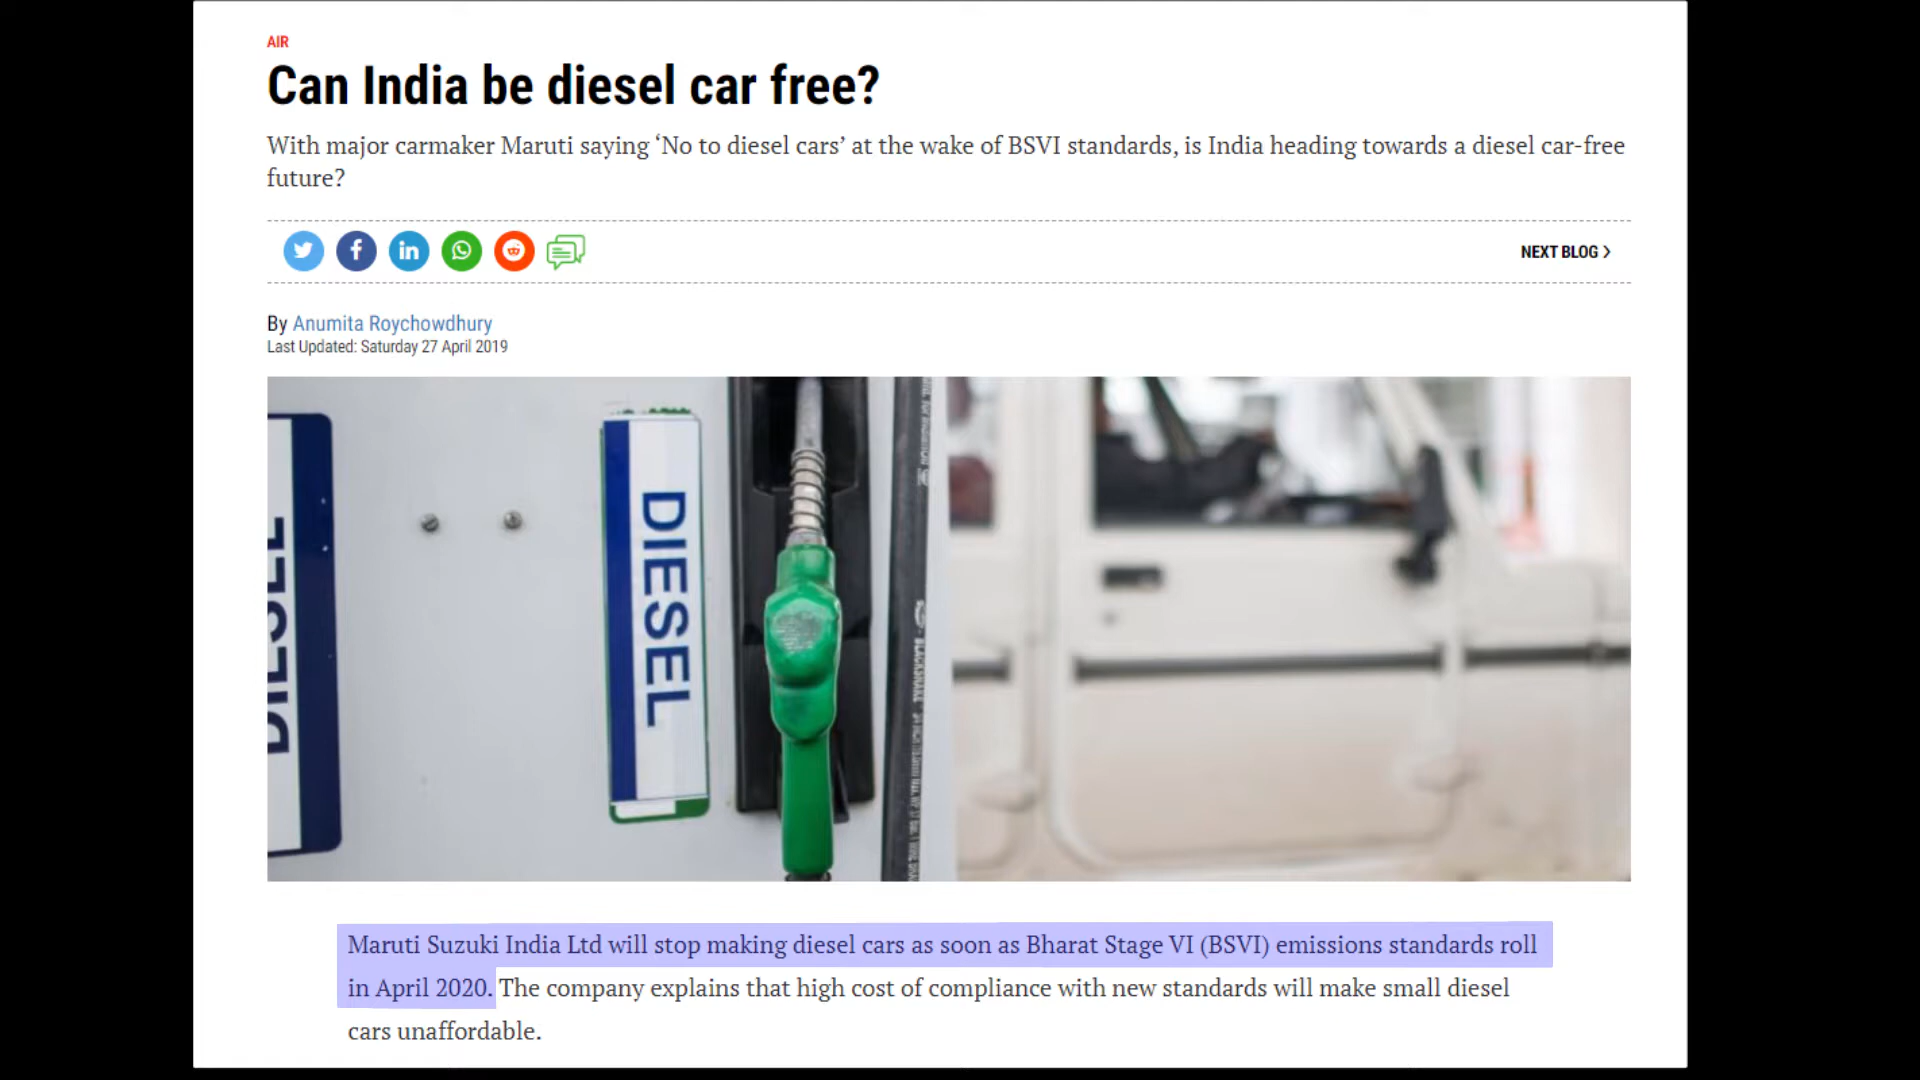 AIR
Can India be diesel car free?
With major carmaker Maruti saying ‘No to diesel cars’ at the wake of BSVI standards, is India heading towards a diesel car-free
future?
NEXT BLOG >
By Anumita Roychowdhury
Last Updated: Saturday 27 April 2019
DIESEL
DIESEL
Maruti Suzuki India Ltd will stop making diesel cars as soon as Bharat Stage VI (BSVI) emissions standards roll
in April 2020. The company explains that high cost of compliance with new standards will make small diesel
cars unaffordable.